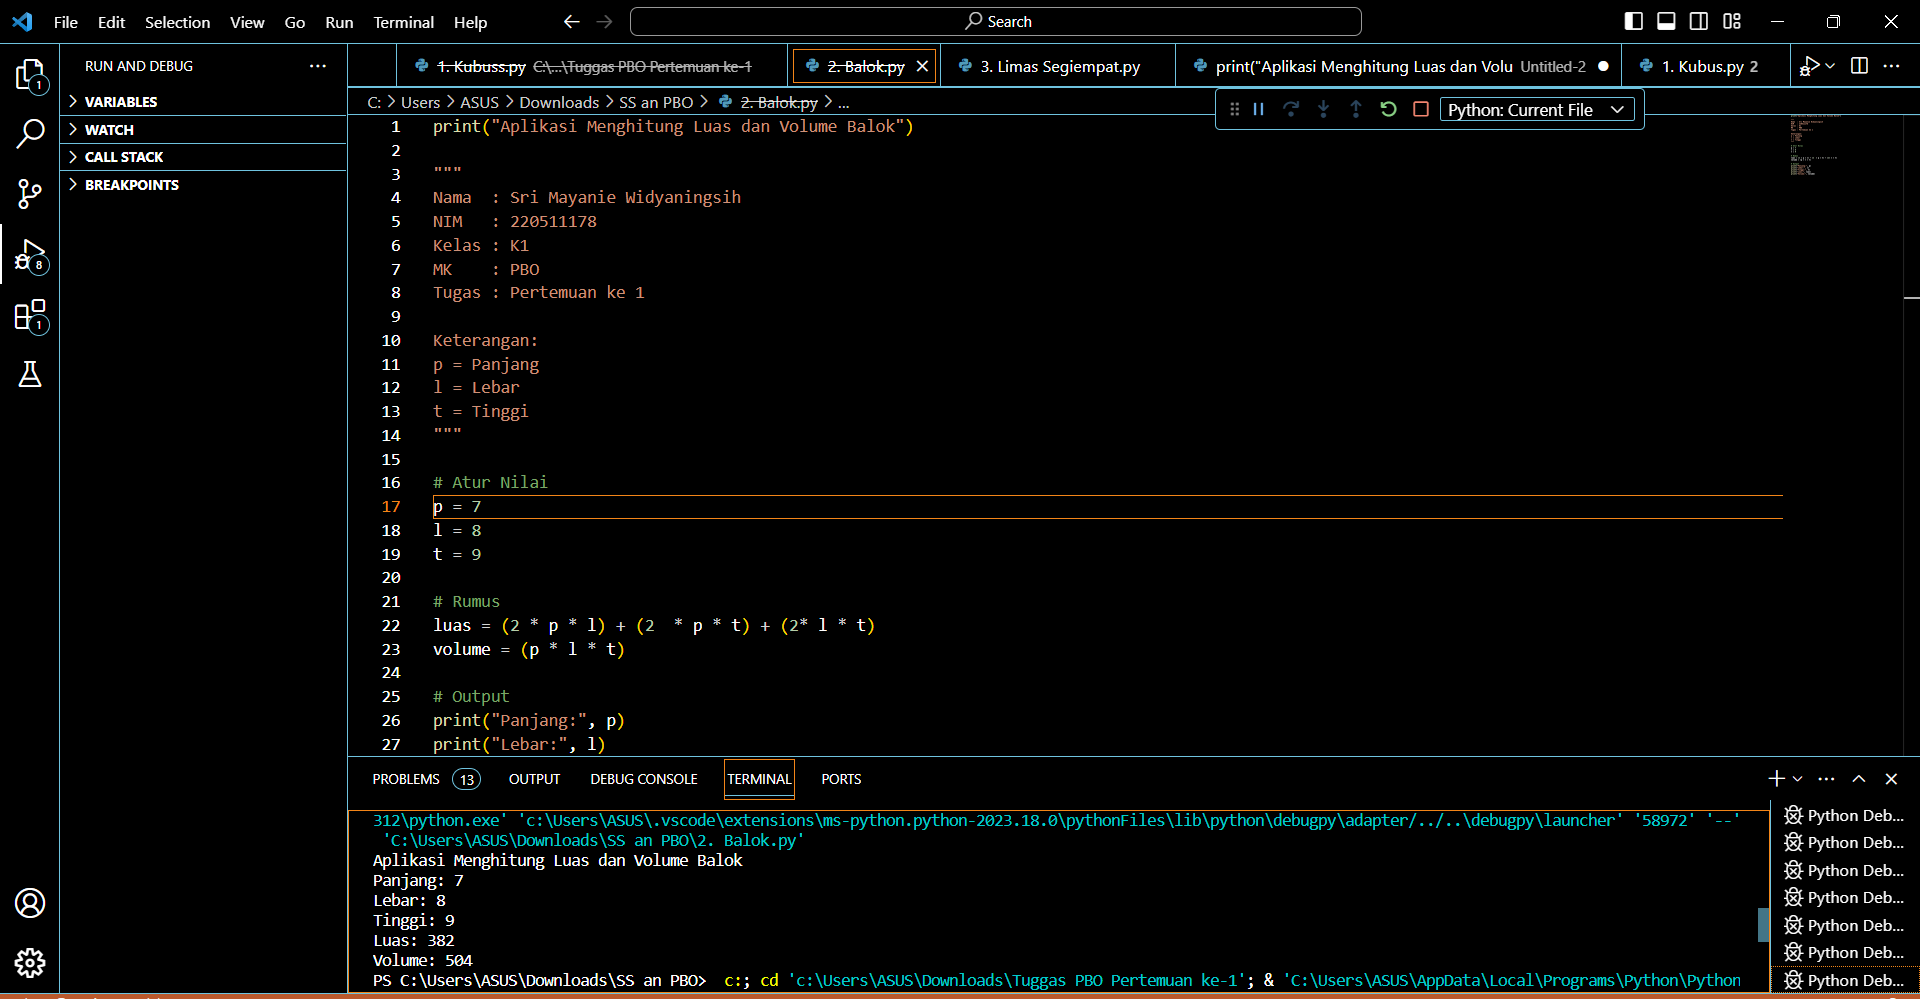 File Edit Selection View Go Run Terminal Help Search
RUN AND DEBUG
VARIABLES
WATCH
CALL STACK
BREAKPOINTS
1
8
1
1. Kubuss.py C:\...\Tuggas PBO Pertemuan ke-1 2. Balok.py 3. Limas Segiempat.py print("Aplikasi Menghitung Luas dan Volu Untitled-2 1. Kubus.py 2
C: > Users > ASUS > Downloads > SS an PBO > 2. Balok.py > ...
Python: Current File
1 print("Aplikasi Menghitung Luas dan Volume Balok")
2
3 """
4 Nama  : Sri Mayanie Widyaningsih
5 NIM   : 220511178
6 Kelas : K1
7 MK    : PBO
8 Tugas : Pertemuan ke 1
9
10 Keterangan:
11 p = Panjang
12 l = Lebar
13 t = Tinggi
14 """
15
16 # Atur Nilai
17 p = 7
18 l = 8
19 t = 9
20
21 # Rumus
22 luas = (2 * p * l) + (2  * p * t) + (2* l * t)
23 volume = (p * l * t)
24
25 # Output
26 print("Panjang:", p)
27 print("Lebar:", l)
PROBLEMS 13 OUTPUT DEBUG CONSOLE TERMINAL PORTS
312\python.exe' 'c:\Users\ASUS\.vscode\extensions\ms-python.python-2023.18.0\pythonFiles\lib\python\debugpy\adapter/../..\debugpy\launcher' '58972' '--'
'C:\Users\ASUS\Downloads\SS an PBO\2. Balok.py'
Aplikasi Menghitung Luas dan Volume Balok
Panjang: 7
Lebar: 8
Tinggi: 9
Luas: 382
Volume: 504
PS C:\Users\ASUS\Downloads\SS an PBO>  c:; cd 'c:\Users\ASUS\Downloads\Tuggas PBO Pertemuan ke-1'; & 'C:\Users\ASUS\AppData\Local\Programs\Python\Python
Python Deb...
Python Deb...
Python Deb...
Python Deb...
Python Deb...
Python Deb...
Python Deb...